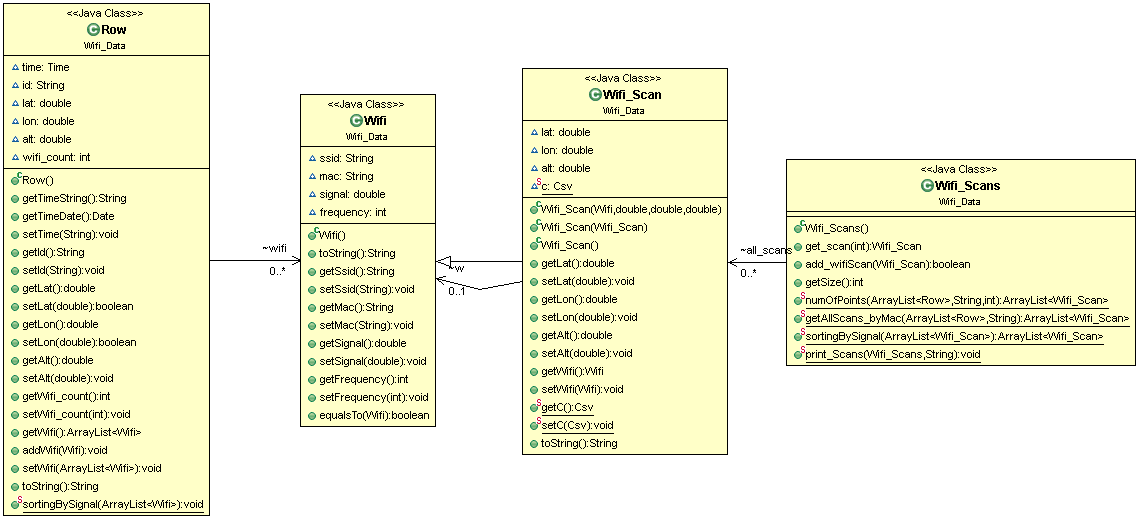 <<Java Class>>
Row
Wifi_Data
time: Time
id: String
lat: double
lon: double
alt: double
wifi_count: int
Row()
getTimeString():String
getTimeDate():Date
setTime(String):void
getId():String
setId(String):void
getLat():double
setLat(double):boolean
getLon():double
setLon(double):boolean
getAlt():double
setAlt(double):void
getWifi_count():int
setWifi_count(int):void
getWifi():ArrayList<Wifi>
addWifi(Wifi):void
setWifi(ArrayList<Wifi>):void
toString():String
sortingBySignal(ArrayList<Wifi>):void
~wifi
0..*
<<Java Class>>
Wifi
Wifi_Data
ssid: String
mac: String
signal: double
frequency: int
Wifi()
toString():String
getSsid():String
setSsid(String):void
getMac():String
setMac(String):void
getSignal():double
setSignal(double):void
getFrequency():int
setFrequency(int):void
equalsTo(Wifi):boolean
~w
0..1
<<Java Class>>
Wifi_Scan
Wifi_Data
lat: double
lon: double
alt: double
c: Csv
Wifi_Scan(Wifi,double,double,double)
Wifi_Scan(Wifi_Scan)
Wifi_Scan()
getLat():double
setLat(double):void
getLon():double
setLon(double):void
getAlt():double
setAlt(double):void
getWifi():Wifi
setWifi(Wifi):void
getC():Csv
setC(Csv):void
toString():String
~all_scans
0..*
<<Java Class>>
Wifi_Scans
Wifi_Data
Wifi_Scans()
get_scan(int):Wifi_Scan
add_wifiScan(Wifi_Scan):boolean
getSize():int
numOfPoints(ArrayList<Row>,String,int):ArrayList<Wifi_Scan>
getAllScans_byMac(ArrayList<Row>,String):ArrayList<Wifi_Scan>
sortingBySignal(ArrayList<Wifi_Scan>):ArrayList<Wifi_Scan>
print_Scans(Wifi_Scans,String):void